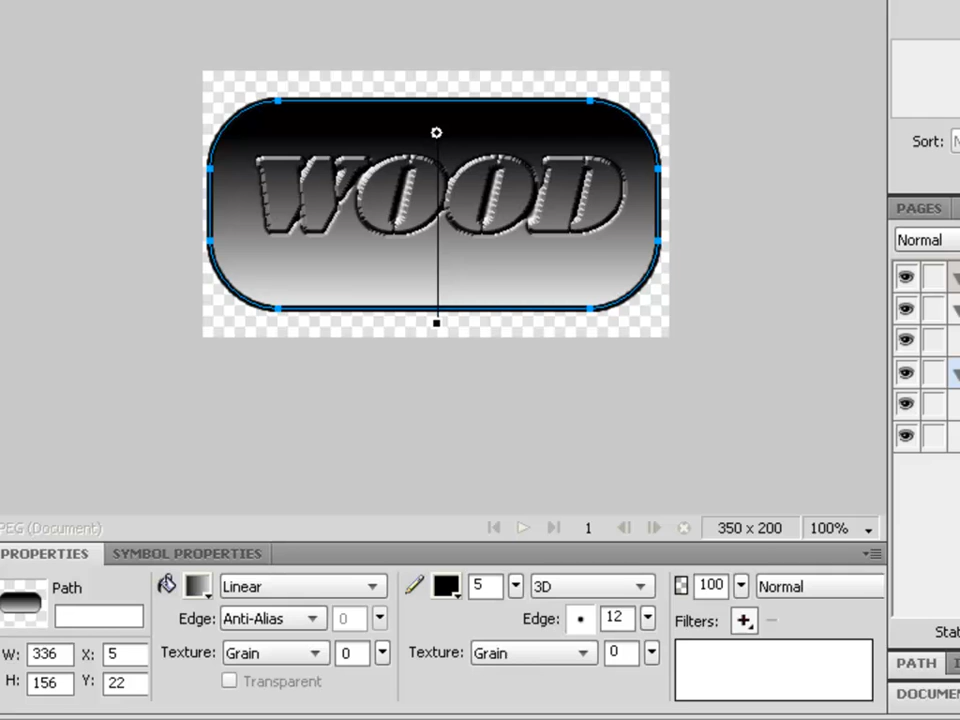 WOOD
Sort:
PAGES
Normal
PEG (Document)
1
350 x 200
100%
PROPERTIES
SYMBOL PROPERTIES
Path
Linear
5
3D
100
Normal
Edge: Anti-Alias
0
Edge:
12
Filters:
W: 336 X: 5
Texture: Grain
0
Texture: Grain
0
H: 156 Y: 22
Transparent
PATH